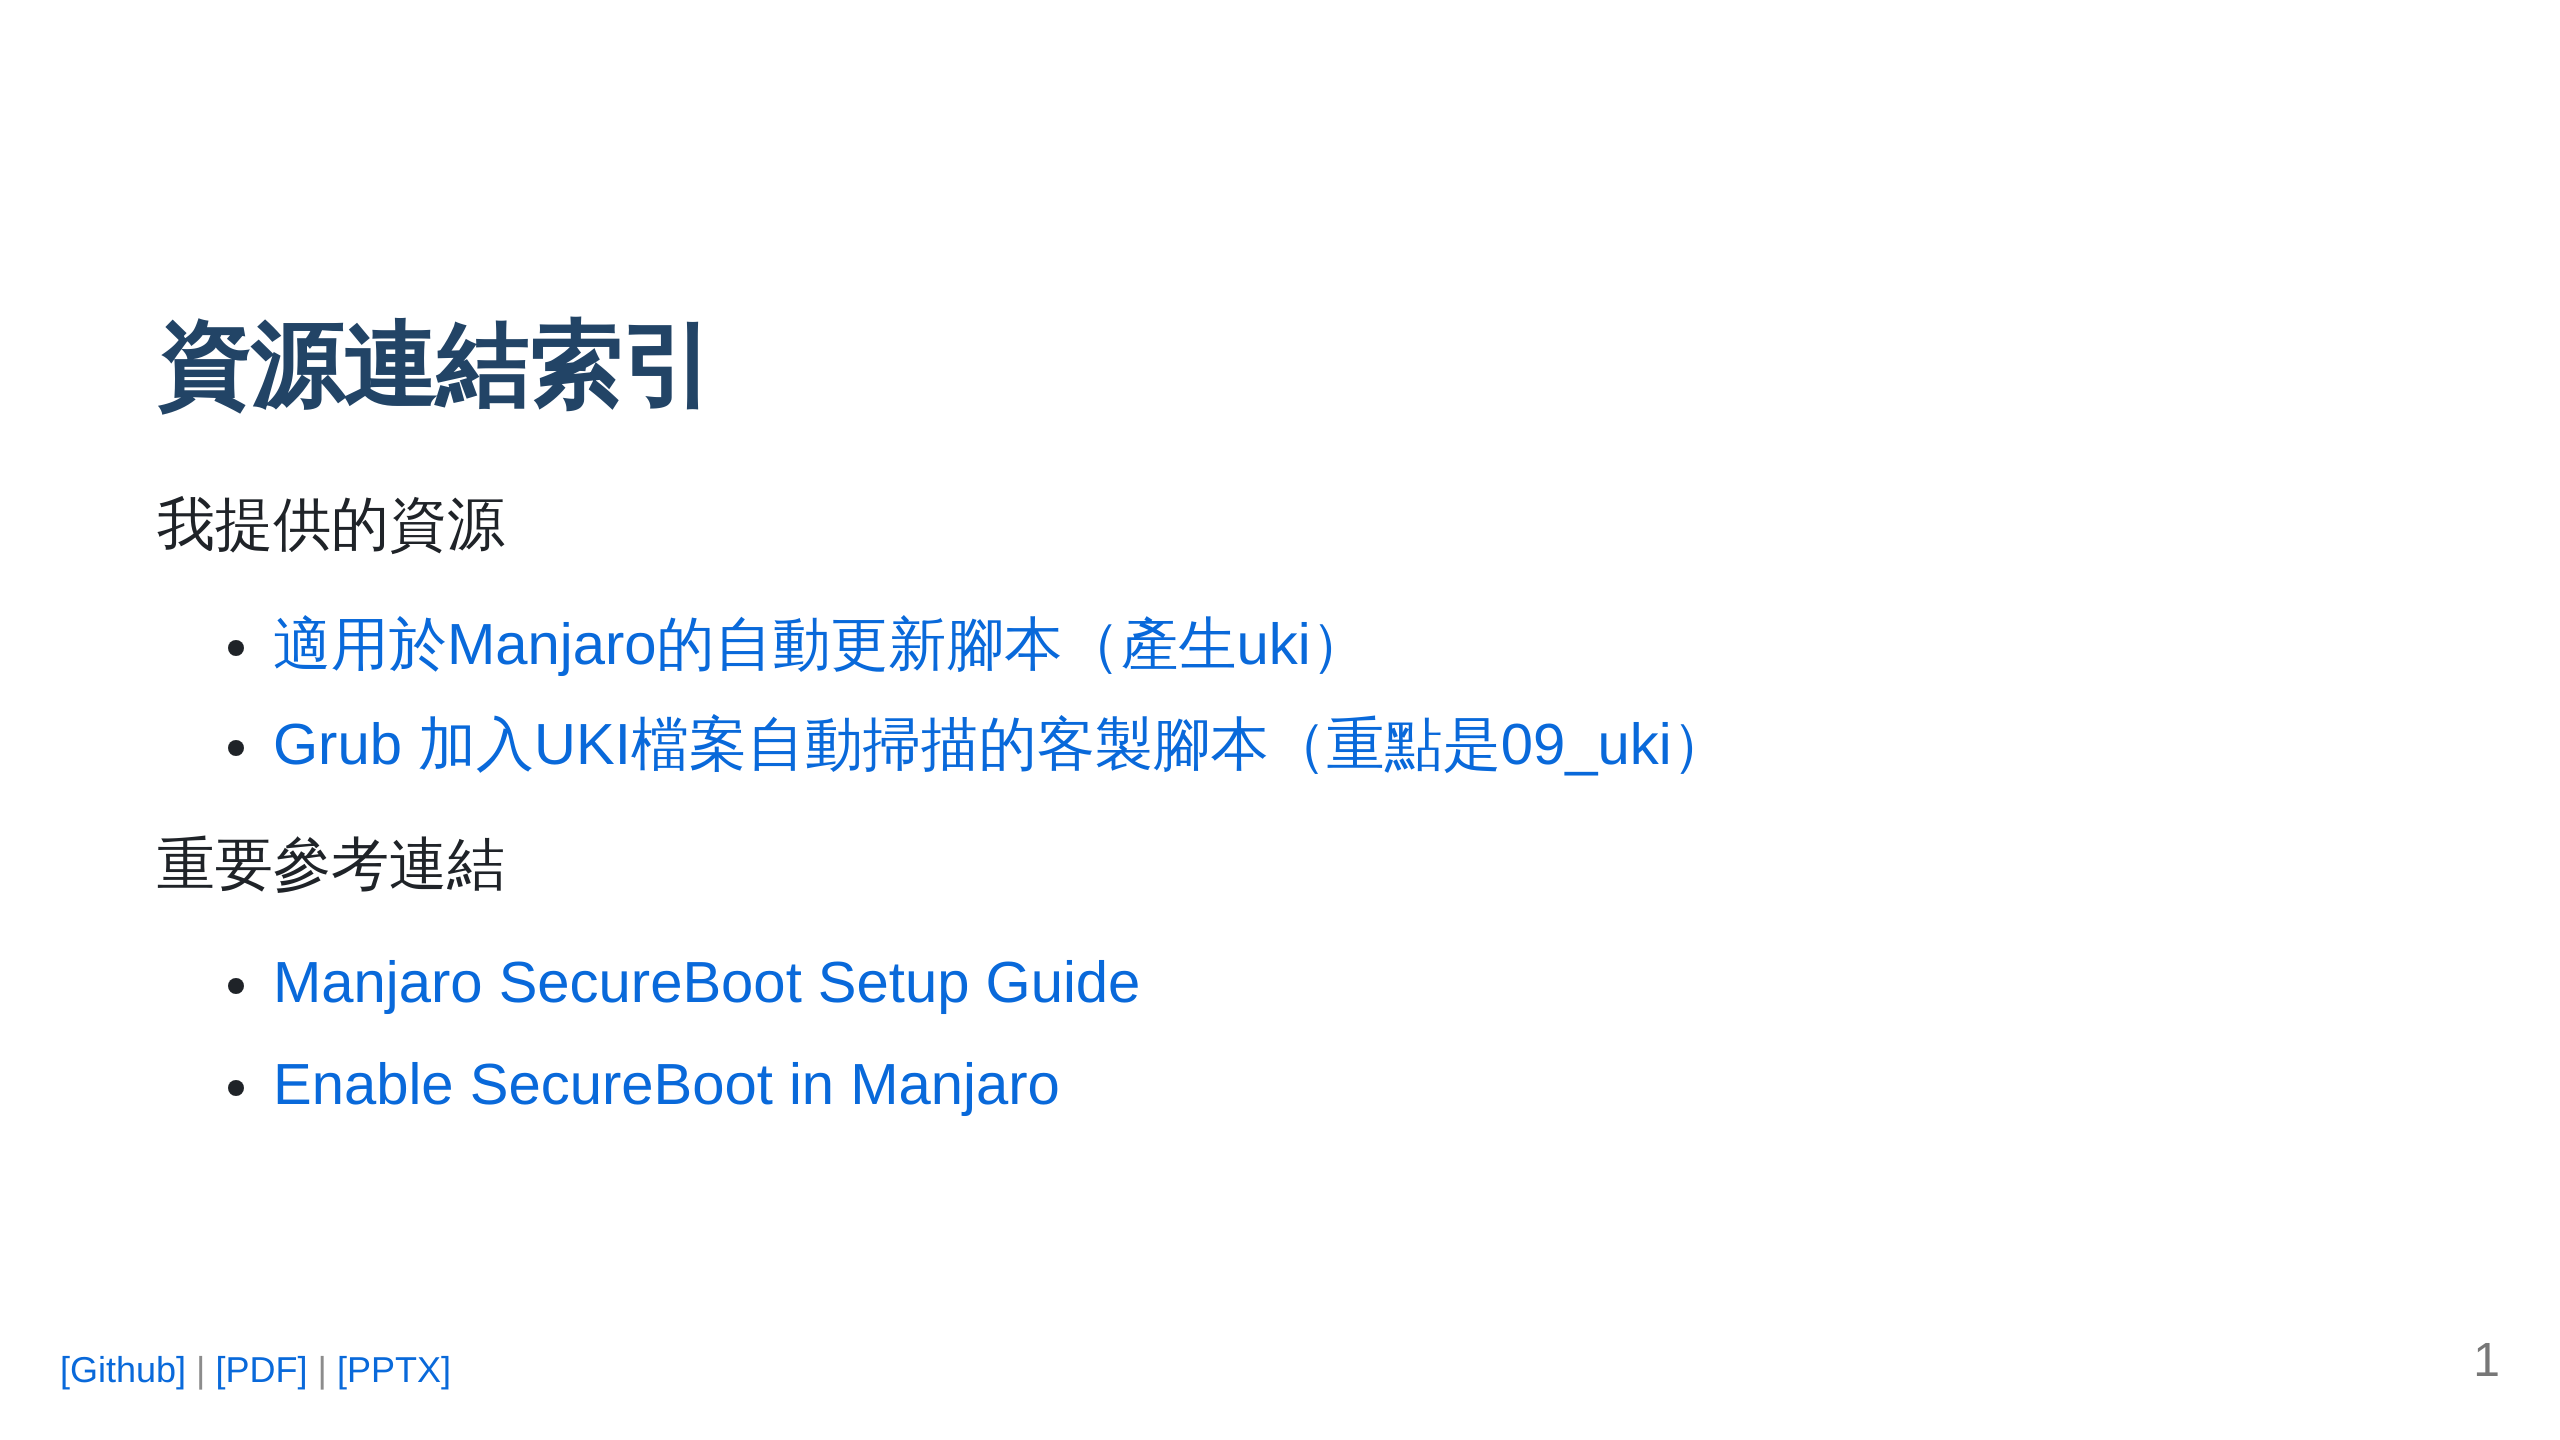 資源連結索引
我提供的資源
適用於Manjaro的自動更新腳本（產生uki）
Grub 加入UKI檔案自動掃描的客製腳本（重點是09_uki）
重要參考連結
Manjaro SecureBoot Setup Guide
Enable SecureBoot in Manjaro
[Github] | [PDF] | [PPTX]
1